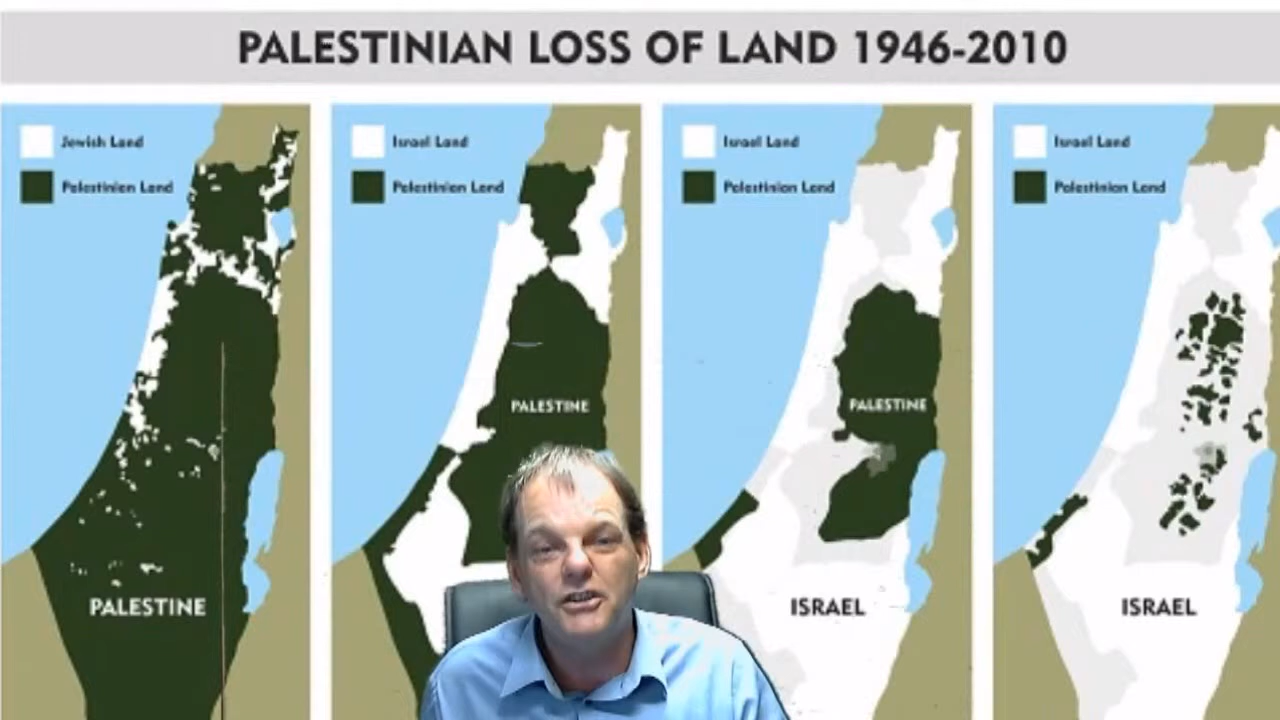 PALESTINIAN LOSS OF LAND 1946-2010
Jewish Land
Palestinian Land
PALESTINE
Israel Land
Palestinian Land
PALESTINE
Israel Land
Palestinian Land
PALESTINE
ISRAEL
Israel Land
Palestinian Land
ISRAEL